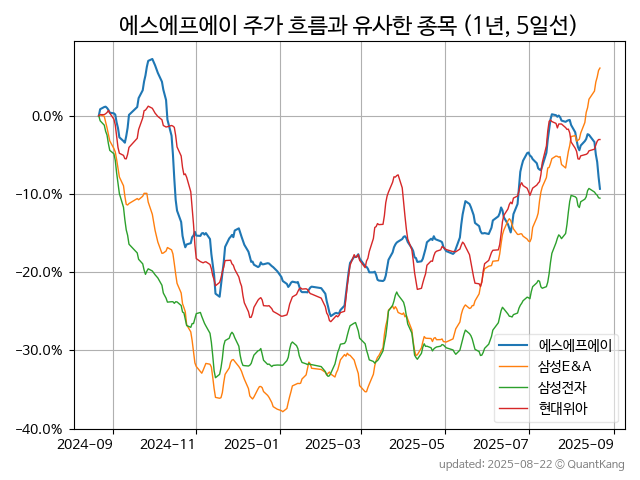 에스에프에이 주가 흐름과 유사한 종목 (1년, 5일선)
0.0%
-10.0%
-20.0%
-30.0%
-40.0%
에스에프에이
삼성E&A
삼성전자
현대위아
2024-09 2024-11 2025-01 2025-03 2025-05 2025-07 2025-09
updated: 2025-08-22 © QuantKang